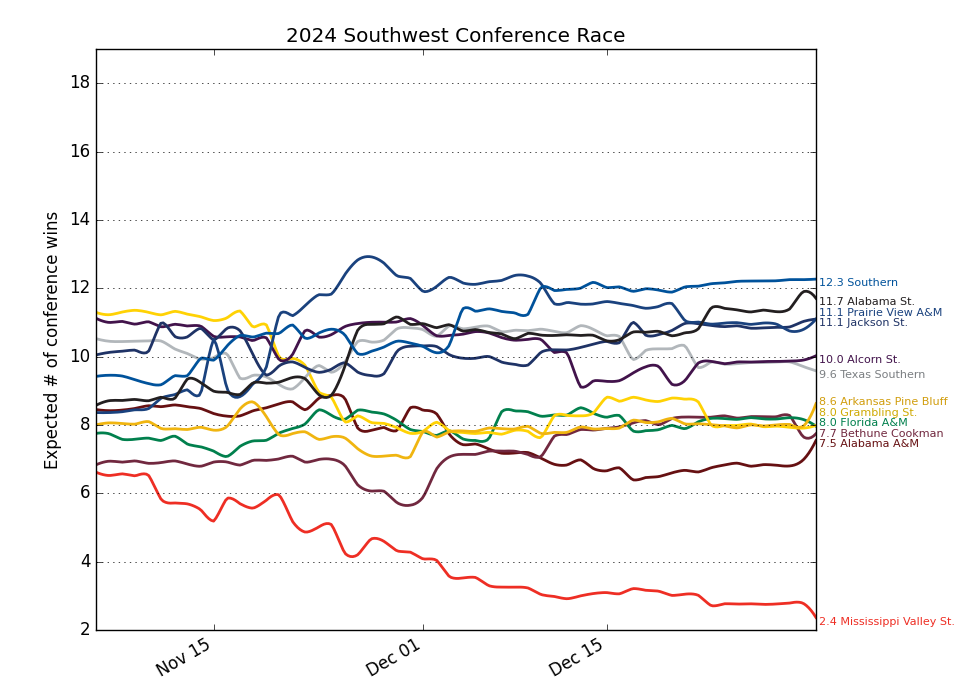 2024 Southwest Conference Race
Expected # of conference wins
18
16
14
12
10
8
6
4
2
Nov 15
Dec 01
Dec 15
12.3 Southern
11.7 Alabama St.
11.1 Prairie View A&M
11.1 Jackson St.
10.0 Alcorn St.
9.6 Texas Southern
8.6 Arkansas Pine Bluff
8.0 Grambling St.
8.0 Florida A&M
7.7 Bethune Cookman
7.5 Alabama A&M
2.4 Mississippi Valley St.